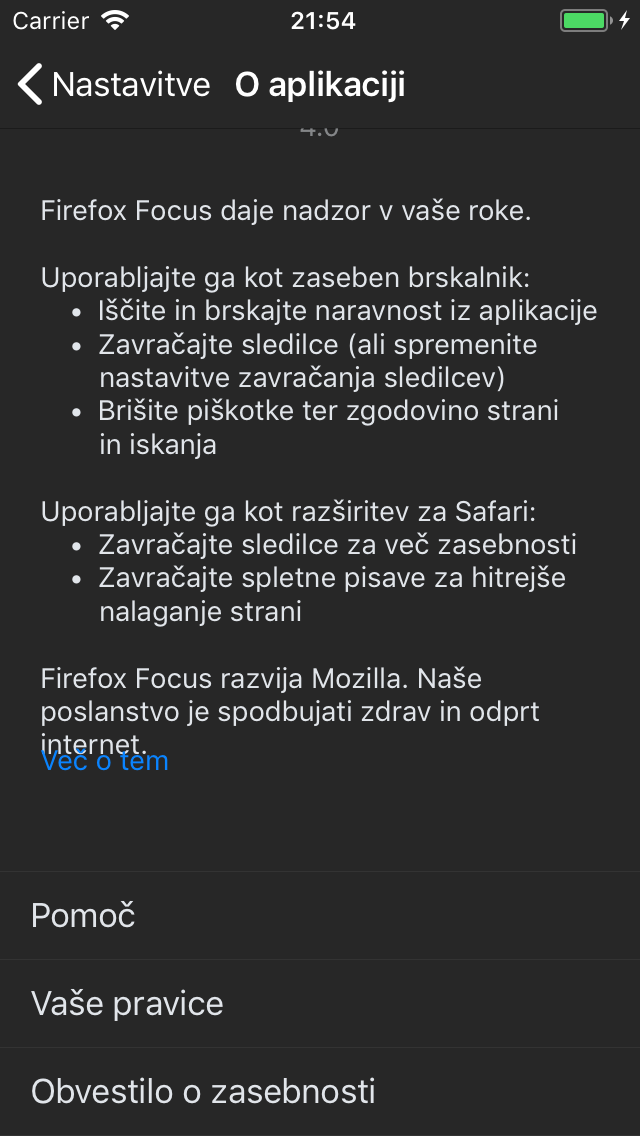 Carrier 21:54
Nastavitve O aplikaciji
4.0
Firefox Focus daje nadzor v vaše roke.
Uporabljajte ga kot zaseben brskalnik:
• Iščite in brskajte naravnost iz aplikacije
• Zavračajte sledilce (ali spremenite
nastavitve zavračanja sledilcev)
• Brišite piškotke ter zgodovino strani
in iskanja
Uporabljajte ga kot razširitev za Safari:
• Zavračajte sledilce za več zasebnosti
• Zavračajte spletne pisave za hitrejše
nalaganje strani
Firefox Focus razvija Mozilla. Naše
poslanstvo je spodbujati zdrav in odprt
internet.
Več o tem
Pomoč
Vaše pravice
Obvestilo o zasebnosti